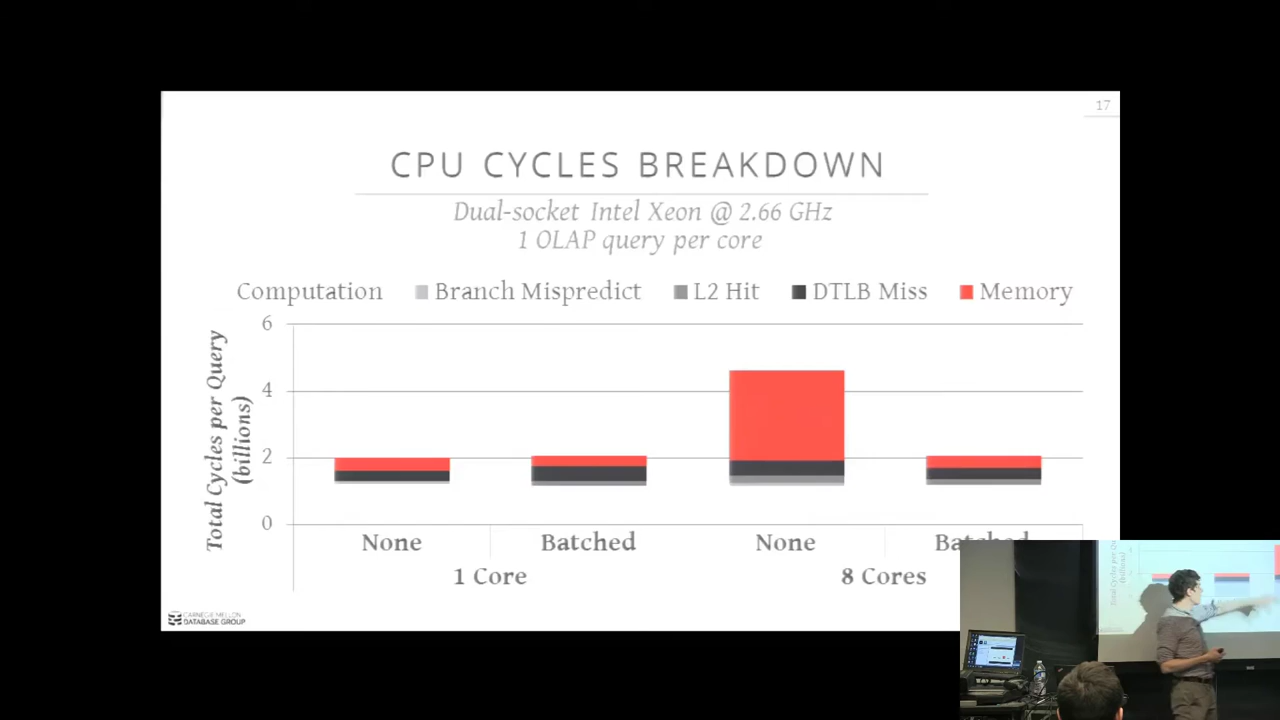 17
CPU CYCLES BREAKDOWN
Dual-socket Intel Xeon @ 2.66 GHz
1 OLAP query per core
Computation Branch Mispredict L2 Hit DTLB Miss Memory
Total Cycles per Query
(billions)
6
4
2
0
None Batched None
1 Core 8 Cores
CARNEGIE MELLON
DATABASE GROUP